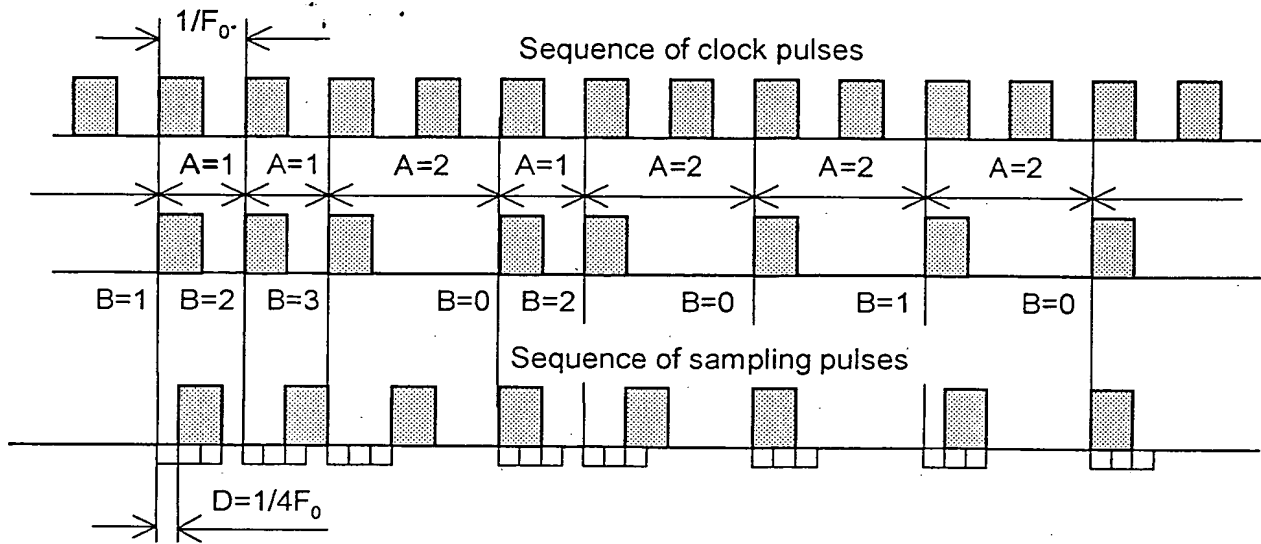 1/F₀.
Sequence of clock pulses
A=1 A=1 A=2 A=1 A=2 A=2 A=2
B=1 B=2 B=3 B=0 B=2 B=0 B=1 B=0
Sequence of sampling pulses
D=1/4F₀